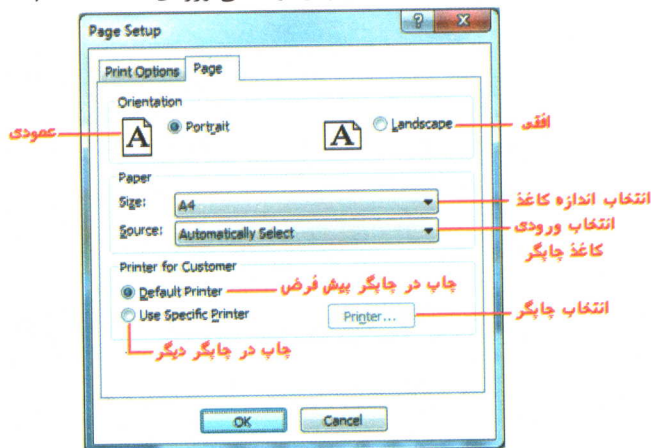 Page Setup
Print Options Page
Orientation
عمودی A Portrait A Landscape افقی
Paper
Size: A4 انتخاب اندازه کاغذ
Source: Automatically Select انتخاب ورودی
کاغذ چاپگر
Printer for Customer
Default Printer چاپ در چاپگر پیش فرض
Use Specific Printer Printer... انتخاب چاپگر
چاپ در چاپگر دیگر
OK Cancel